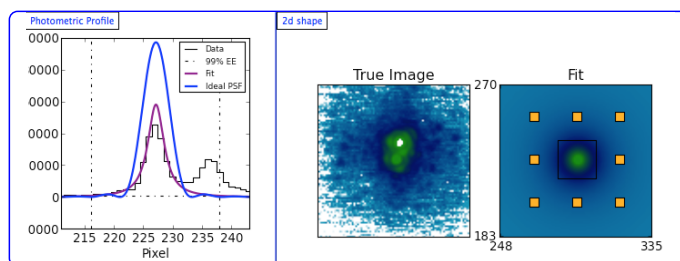 Photometric Profile
0000
0000
0000
0000
0000
0
0000
215 220 225 230 235 240
Pixel
Data
99% EE
Fit
Ideal PSF
2d shape
True Image
Fit
270
183
248
335